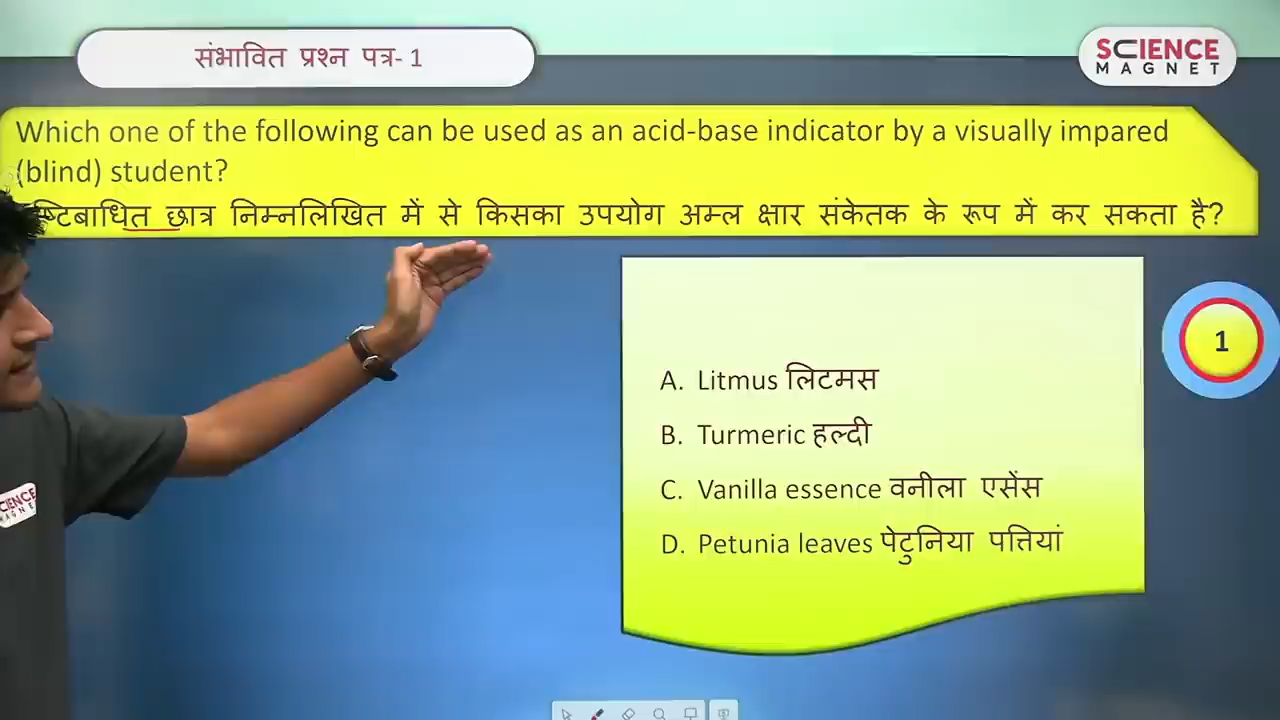 संभावित प्रश्न पत्र- 1
SCIENCE
MAGNET
Which one of the following can be used as an acid-base indicator by a visually impared
(blind) student?
छात्र निम्नलिखित में से किसका उपयोग अम्ल क्षार संकेतक के रूप में कर सकता है?
1
A. Litmus लिटमस
B. Turmeric हल्दी
C. Vanilla essence वनीला एसेंस
D. Petunia leaves पेटुनिया पत्तियां
SCIENCE
MAGNET